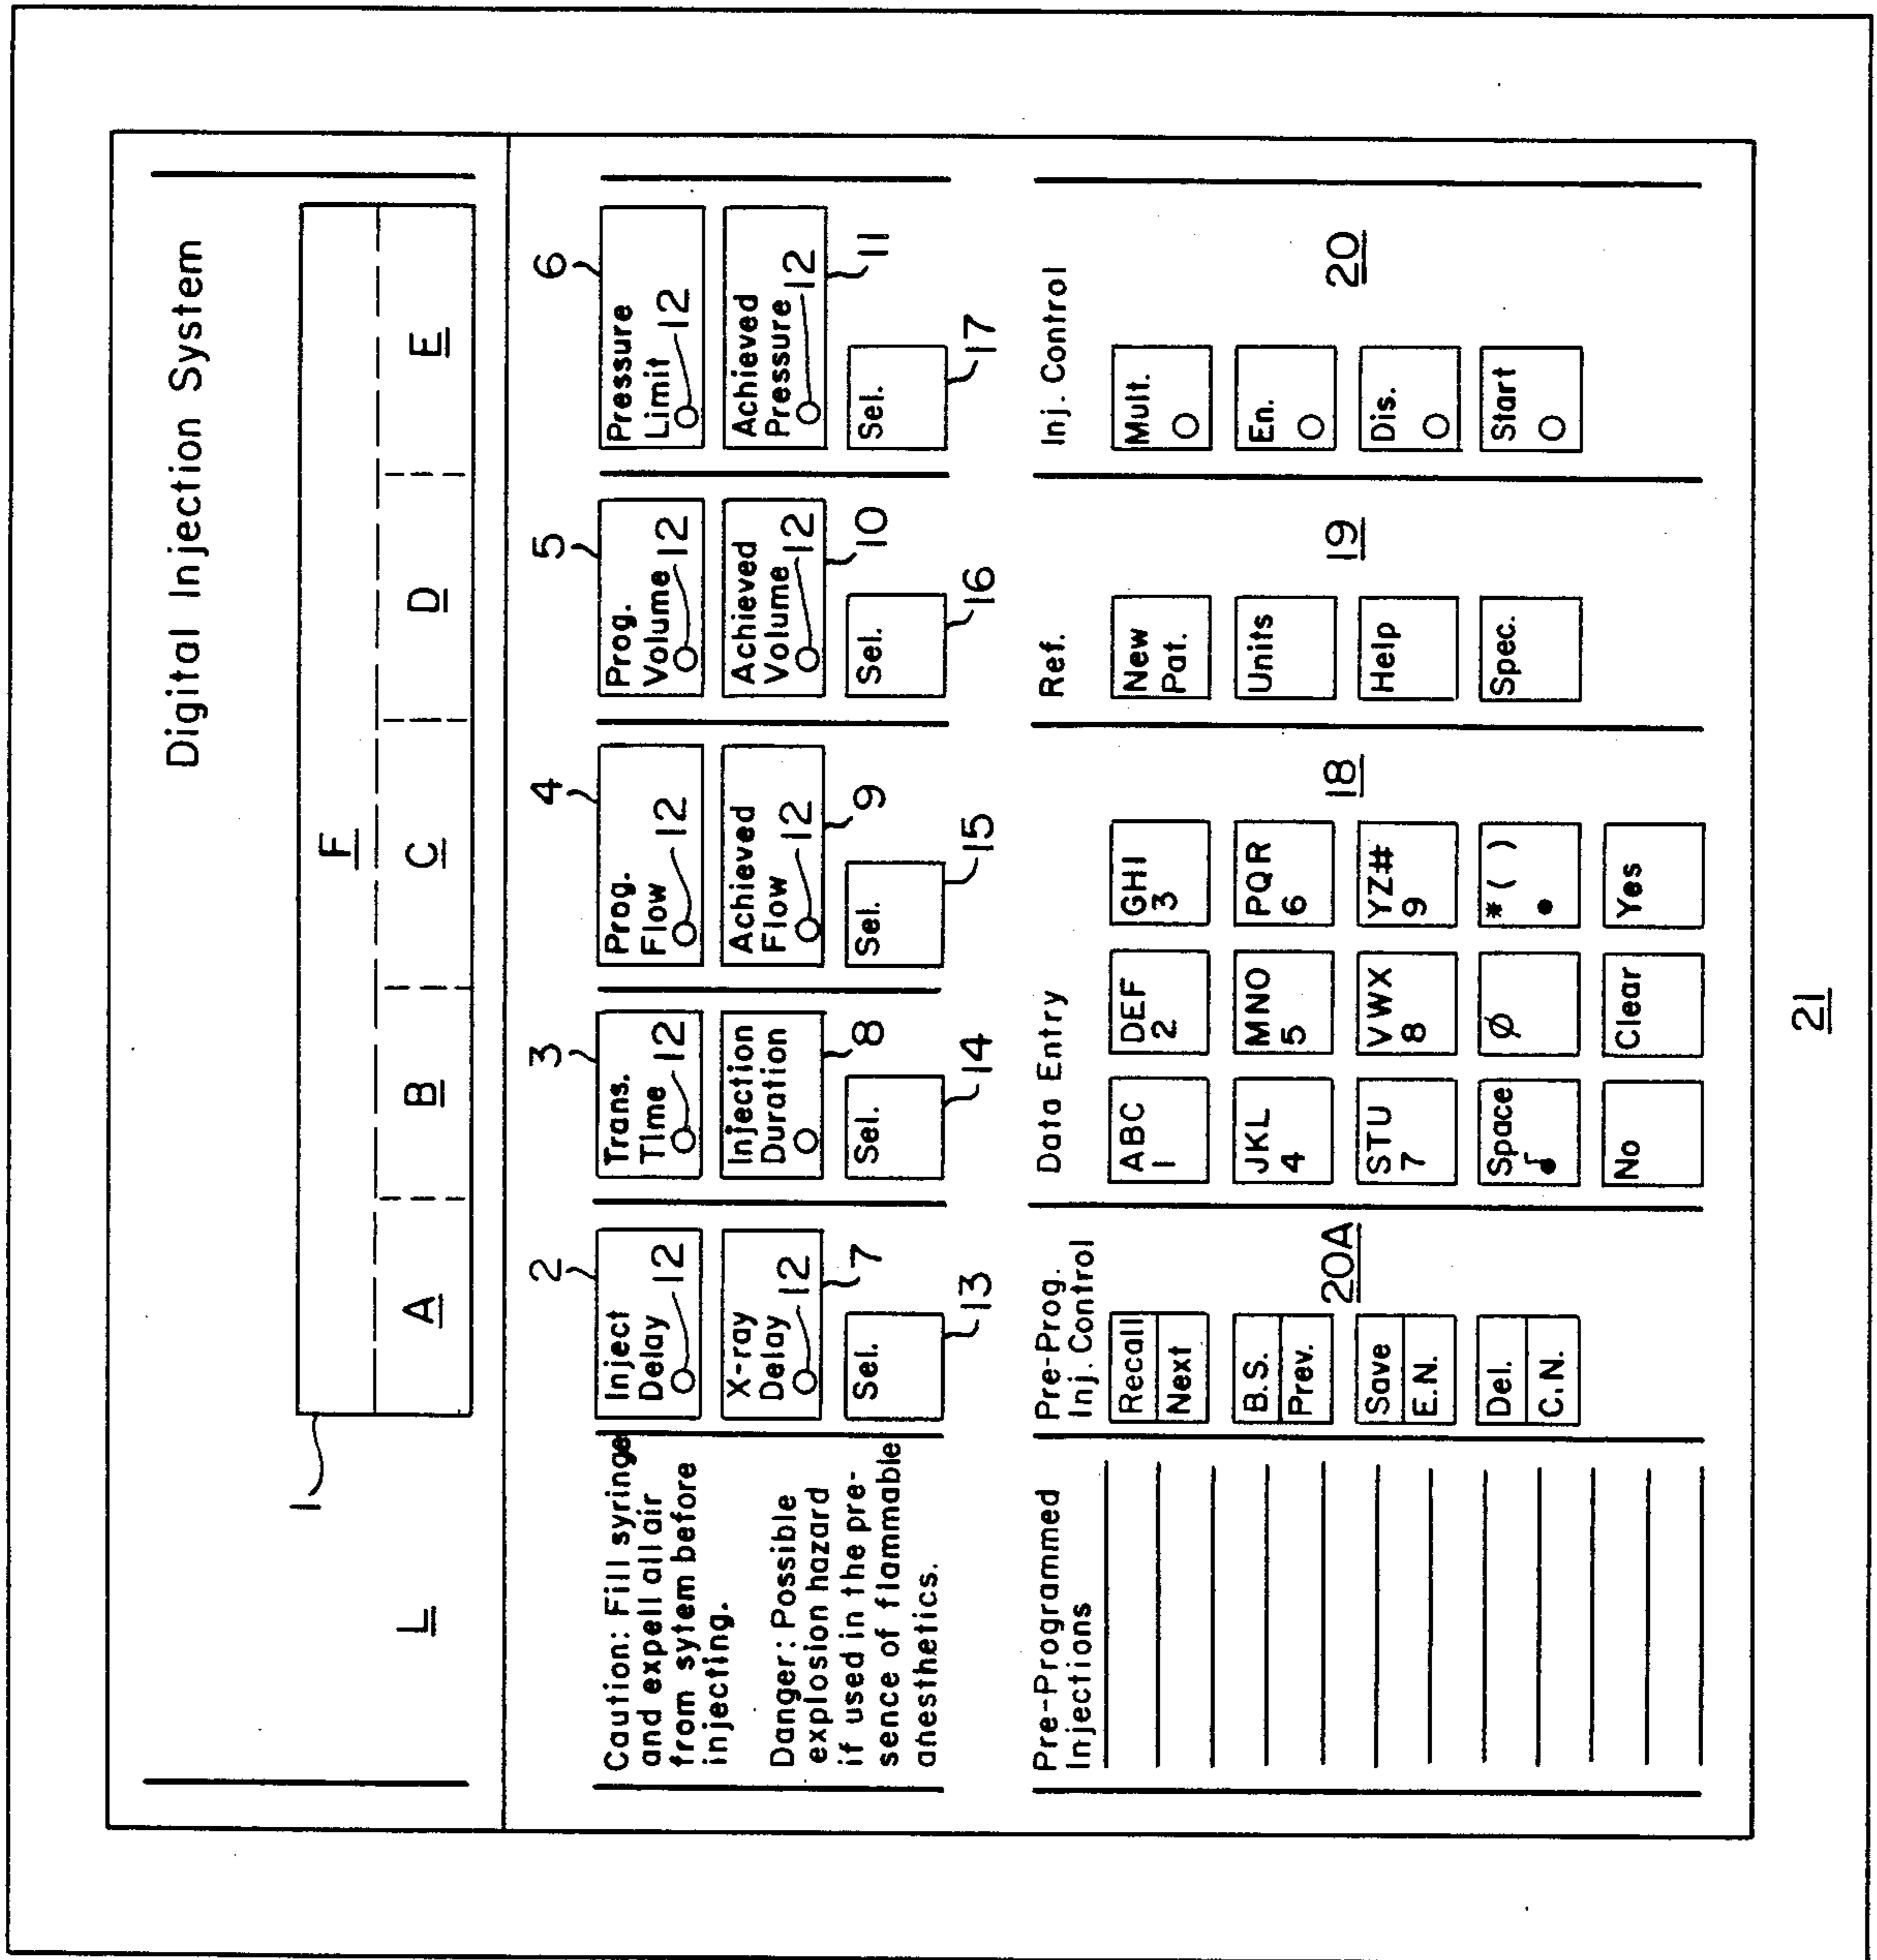 Digital Injection System
1
L
F
A
B
C
D
E
2
3
4
5
6
Caution: Fill syringe
and expell all air
from sytem before
injecting.
Danger: Possible
explosion hazard
if used in the pre-
sence of flammable
anesthetics.
Inject
Delay
12
X-ray
Delay
12
7
Sel.
13
Trans.
Time
12
Injection
Duration
8
Sel.
14
Prog.
Flow
12
Achieved
Flow
12
9
Sel.
15
Prog.
Volume
12
Achieved
Volume
12
10
Sel.
16
Pressure
Limit
12
Achieved
Pressure
12
11
Sel.
17
Pre-Programmed
Injections
Pre-Prog.
Inj. Control
20A
Recall
Next
B.S.
Prev.
Save
E.N.
Del.
C.N.
Data Entry
18
ABC
1
DEF
2
GHI
3
JKL
4
MNO
5
PQR
6
STU
7
VWX
8
YZ#
9
Space
Ø
* ( )
•
No
Clear
Yes
Ref.
19
New
Pat.
Units
Help
Spec.
Inj. Control
20
Mult.
En.
Dis.
Start
21